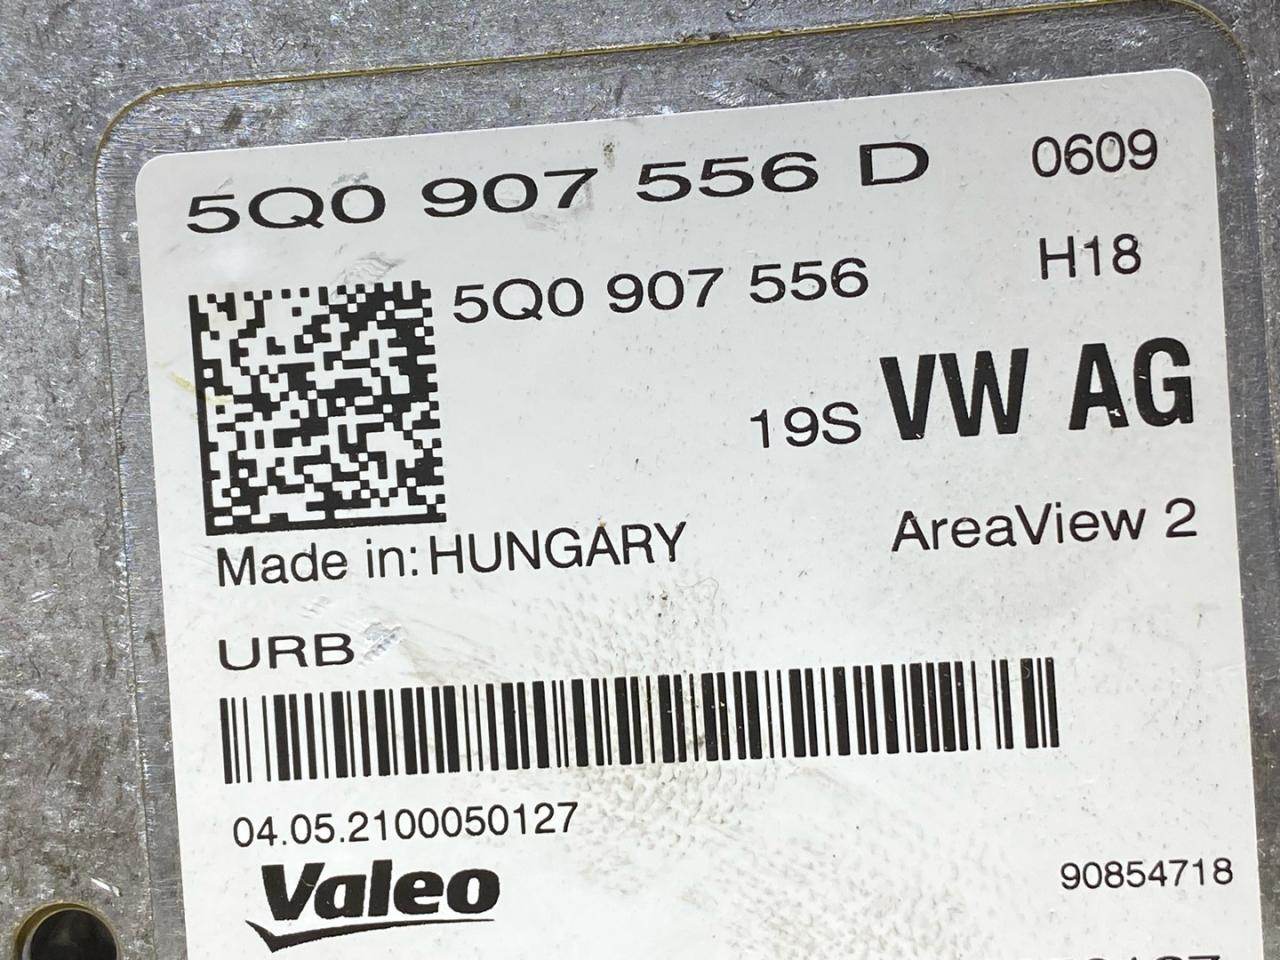 5Q0 907 556 D 0609
5Q0 907 556 H18
19S VW AG
Made in: HUNGARY AreaView 2
URB
04.05.2100050127
Valeo 90854718